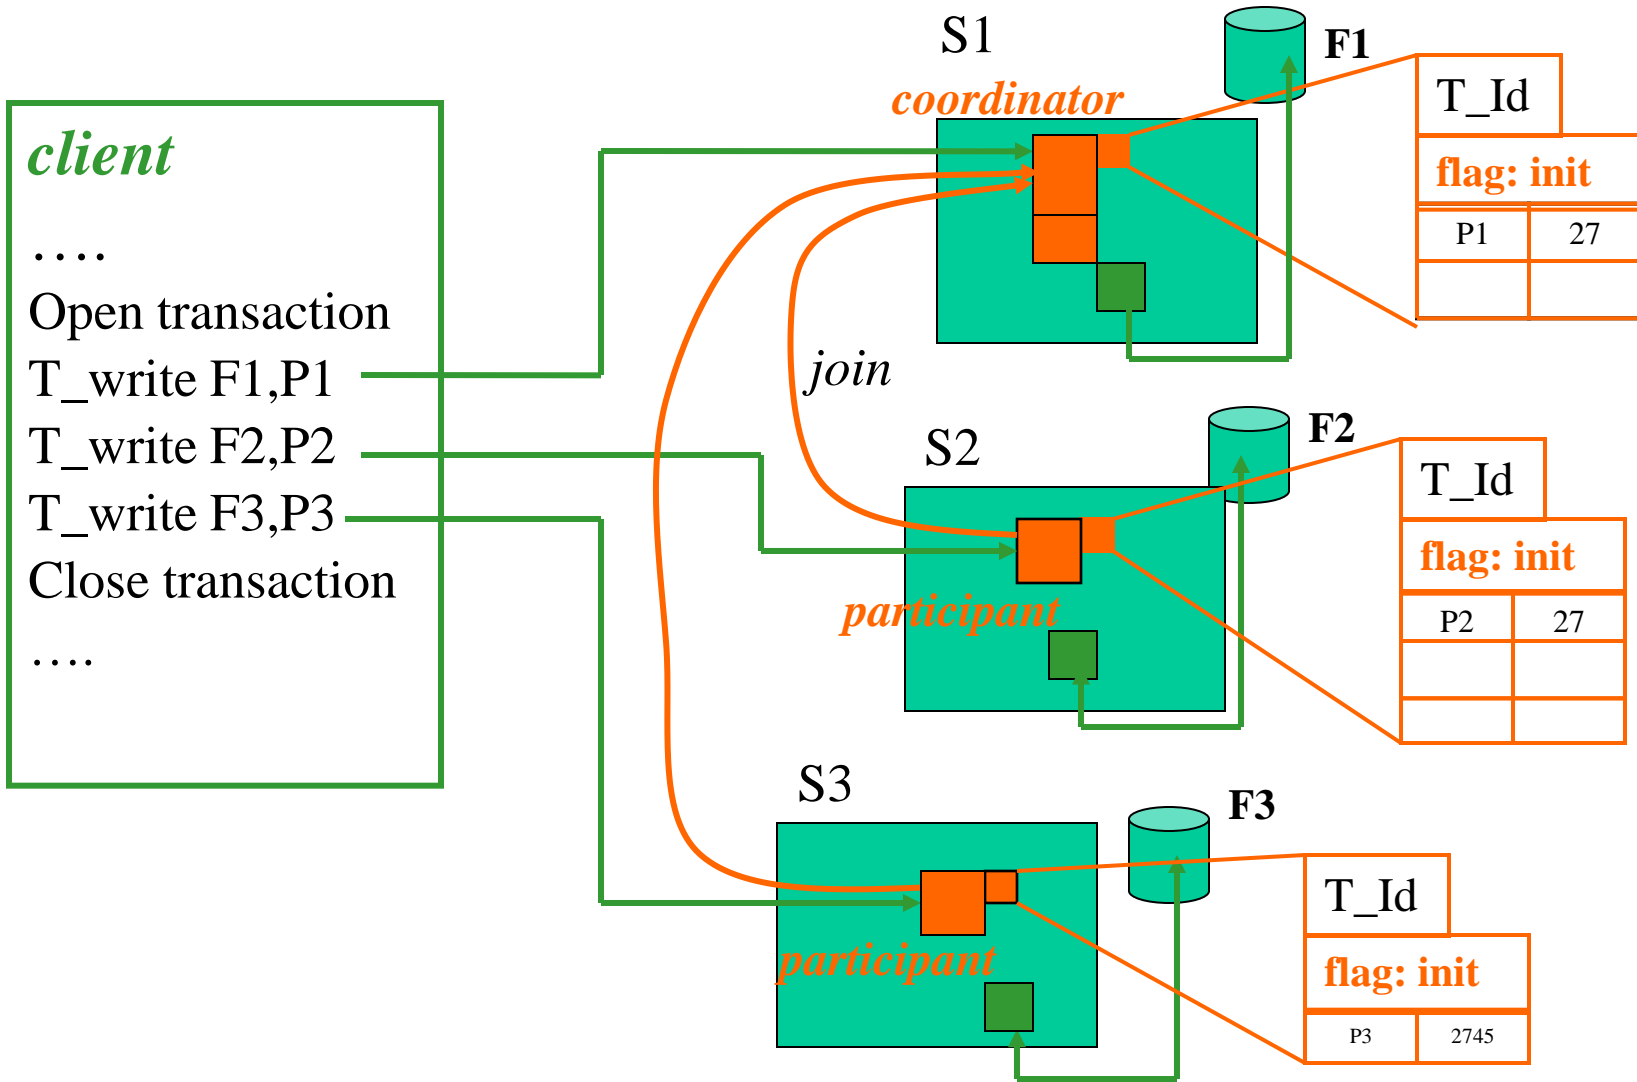 client
....
Open transaction
T_write F1,P1
T_write F2,P2
T_write F3,P3
Close transaction
....
S1
coordinator
F1
T_Id
flag: init
P1 27
join
S2
participant
F2
T_Id
flag: init
P2 27
S3
participant
F3
T_Id
flag: init
P3 2745